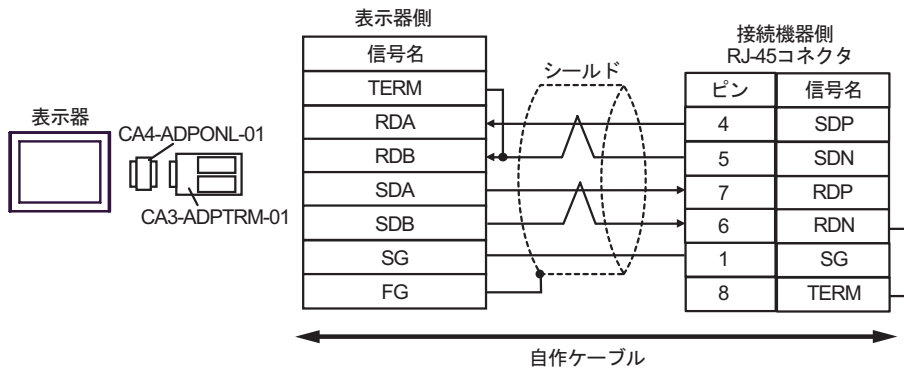 表示器側
信号名
TERM
RDA
RDB
SDA
SDB
SG
FG
シールド
接続機器側
RJ-45コネクタ
ピン 信号名
4 SDP
5 SDN
7 RDP
6 RDN
1 SG
8 TERM
表示器
CA4-ADPONL-01
CA3-ADPTRM-01
自作ケーブル